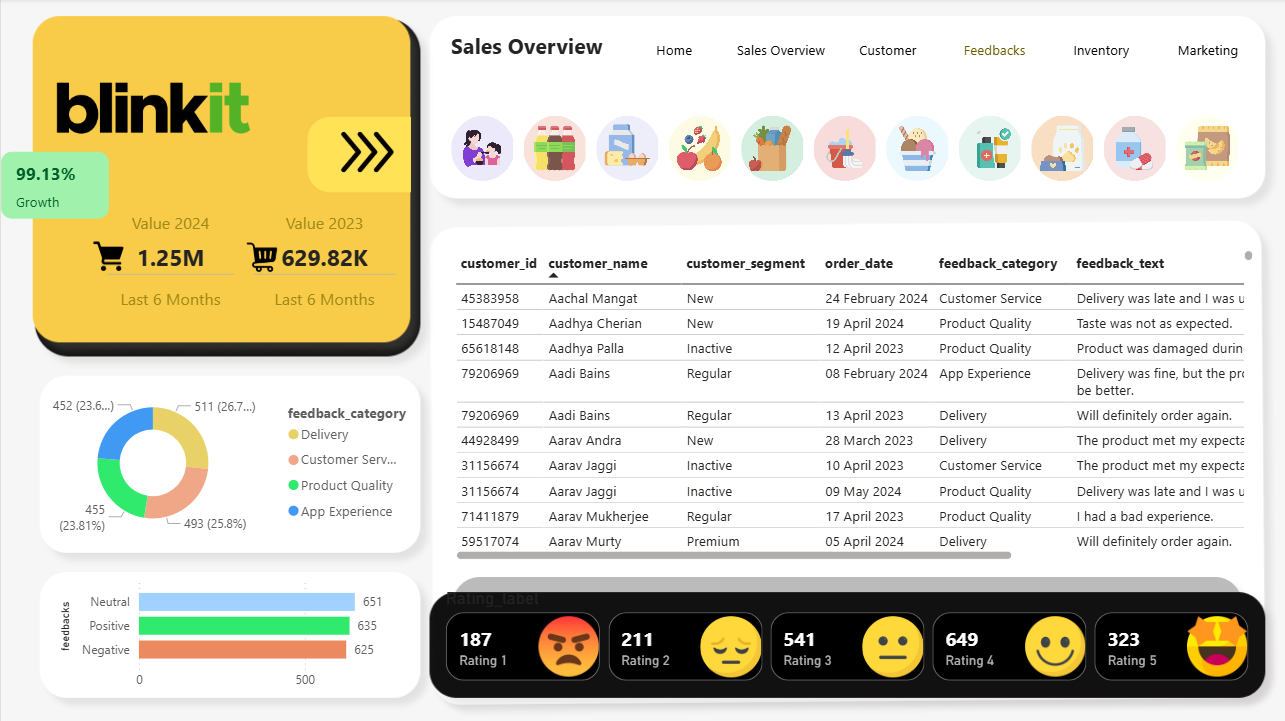 blinkit
99.13%
Growth
Value 2024
Value 2023
1.25M
629.82K
Last 6 Months
Last 6 Months
Sales Overview
Home
Sales Overview
Customer
Feedbacks
Inventory
Marketing
customer_id customer_name customer_segment order_date feedback_category feedback_text
45383958 Aachal Mangat New 24 February 2024 Customer Service Delivery was late and I was u
15487049 Aadhya Cherian New 19 April 2024 Product Quality Taste was not as expected.
65618148 Aadhya Palla Inactive 12 April 2023 Product Quality Product was damaged durin
79206969 Aadi Bains Regular 08 February 2024 App Experience Delivery was fine, but the pro
be better.
79206969 Aadi Bains Regular 13 April 2023 Delivery Will definitely order again.
44928499 Aarav Andra New 28 March 2023 Delivery The product met my expecta
31156674 Aarav Jaggi Inactive 10 April 2023 Customer Service The product met my expecta
31156674 Aarav Jaggi Inactive 09 May 2024 Product Quality Delivery was late and I was u
71411879 Aarav Mukherjee Regular 17 April 2023 Product Quality I had a bad experience.
59517074 Aarav Murty Premium 05 April 2024 Delivery Will definitely order again.
452 (23.6...)
511 (26.7...)
455
(23.81%)
493 (25.8%)
feedback_category
Delivery
Customer Serv...
Product Quality
App Experience
feedbacks
Neutral 651
Positive 635
Negative 625
0 500
Rating_label
187
Rating 1
211
Rating 2
541
Rating 3
649
Rating 4
323
Rating 5